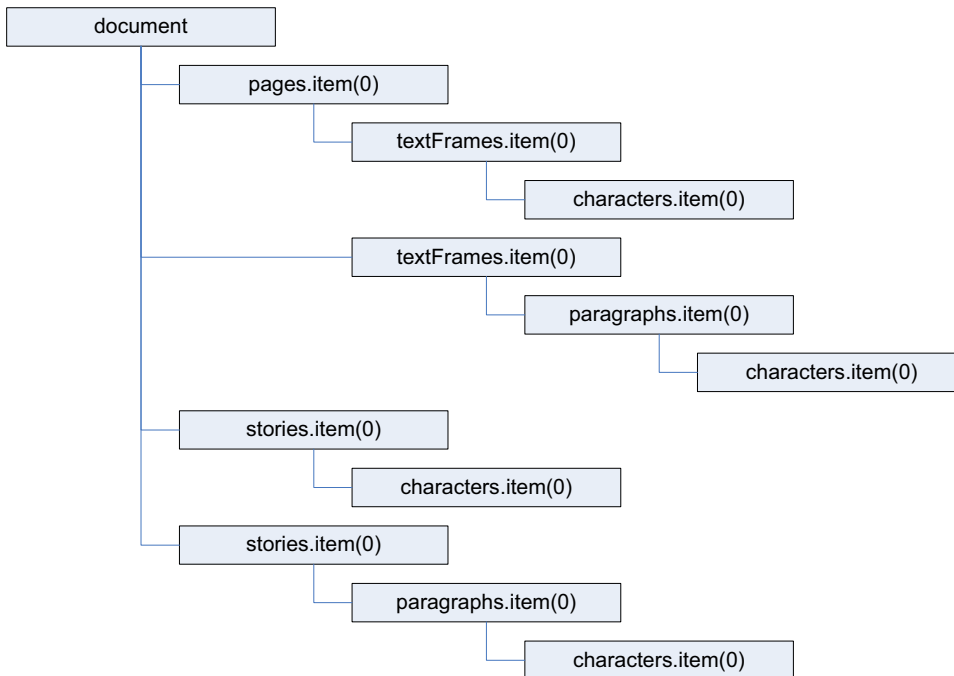 document
pages.item(0)
textFrames.item(0)
characters.item(0)
textFrames.item(0)
paragraphs.item(0)
characters.item(0)
stories.item(0)
characters.item(0)
stories.item(0)
paragraphs.item(0)
characters.item(0)